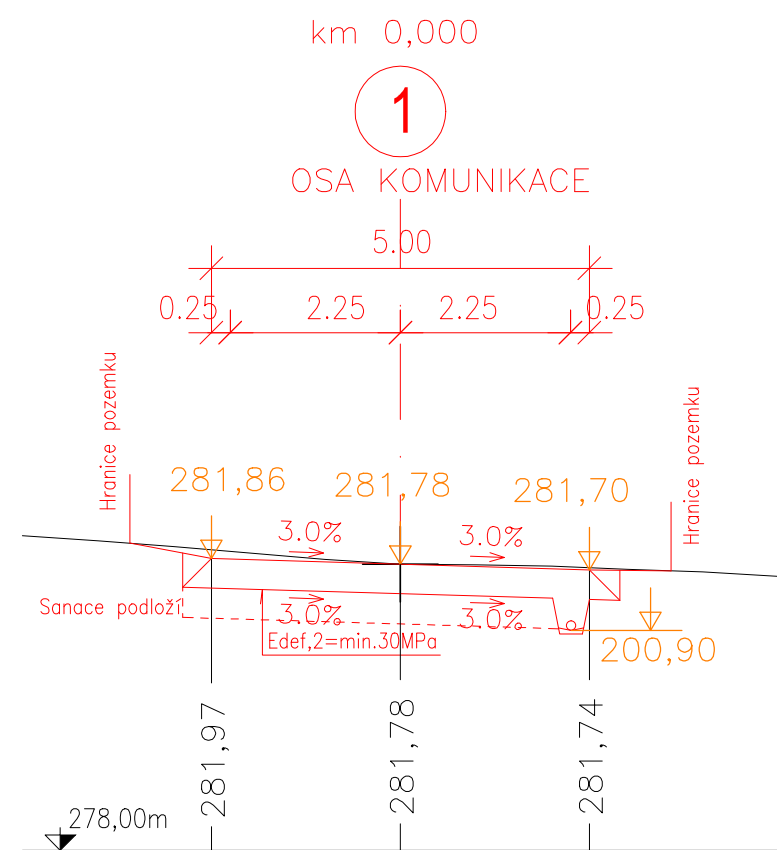 km 0,000
1
OSA KOMUNIKACE
5.00
0.25 2.25 2.25 0.25
Hranice pozemku
Hranice pozemku
281,86 281,78 281,70
3.0% 3.0%
Sanace podloží
3.0% 3.0%
Edef,2=min.30MPa
200,90
281,97
281,78
281,74
278,00m